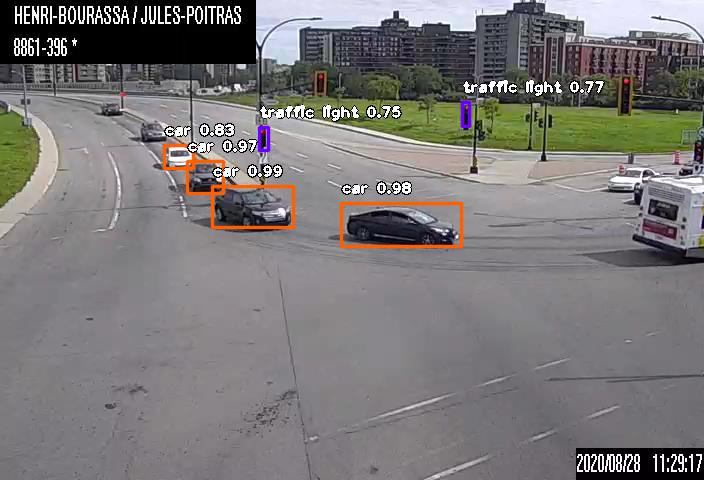 HENRI-BOURASSA / JULES-POITRAS
8861-396 *
traffic light 0.77
traffic light 0.75
car 0.83
car 0.97
car 0.99
car 0.98
2020/08/28 11:29:17